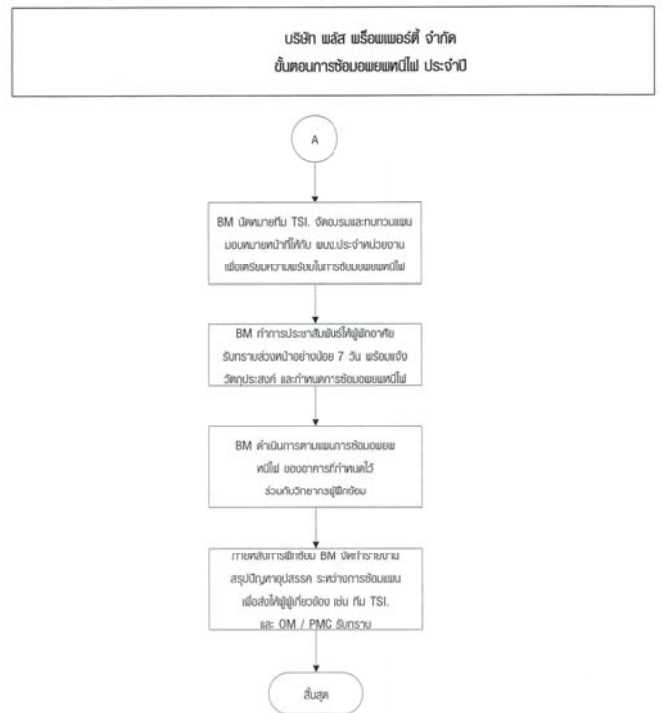 บริษัท พลัส พร็อพเพอร์ตี้ จำกัด
ขั้นตอนการซ้อมอพยพหนีไฟ ประจำปี
A
BM นัดหมายทีม TSI. จัดอบรมและทบทวนแผน
มอบหมายหน้าที่ให้กับ พนง.ประจำหน่วยงาน
เพื่อเตรียมความพร้อมในการซ้อมอพยพหนีไฟ
BM ทำการประชาสัมพันธ์ให้ผู้พักอาศัย
รับทราบล่วงหน้าอย่างน้อย 7 วัน พร้อมแจ้ง
วัตถุประสงค์ และกำหนดการซ้อมอพยพหนีไฟ
BM ดำเนินการตามแผนการซ้อมอพยพ
หนีไฟ ของอาคารที่กำหนดไว้
ร่วมกับวิทยากรผู้ฝึกซ้อม
ภายหลังการฝึกซ้อม BM จัดทำรายงาน
สรุปปัญหาอุปสรรค ระหว่างการซ้อมแผน
เพื่อส่งให้ผู้ผู้เกี่ยวข้อง เช่น ทีม TSI.
และ OM / PMC รับทราบ
สิ้นสุด